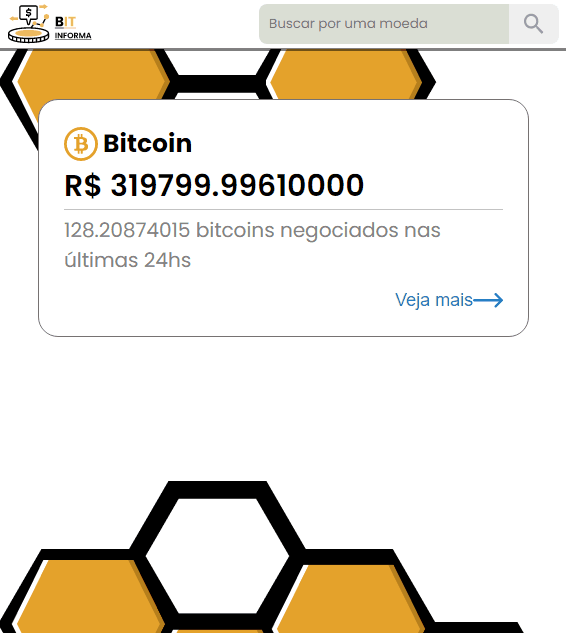 $
BIT
INFORMA
Buscar por uma moeda
Bitcoin
R$ 319799.99610000
128.20874015 bitcoins negociados nas
últimas 24hs
Veja mais